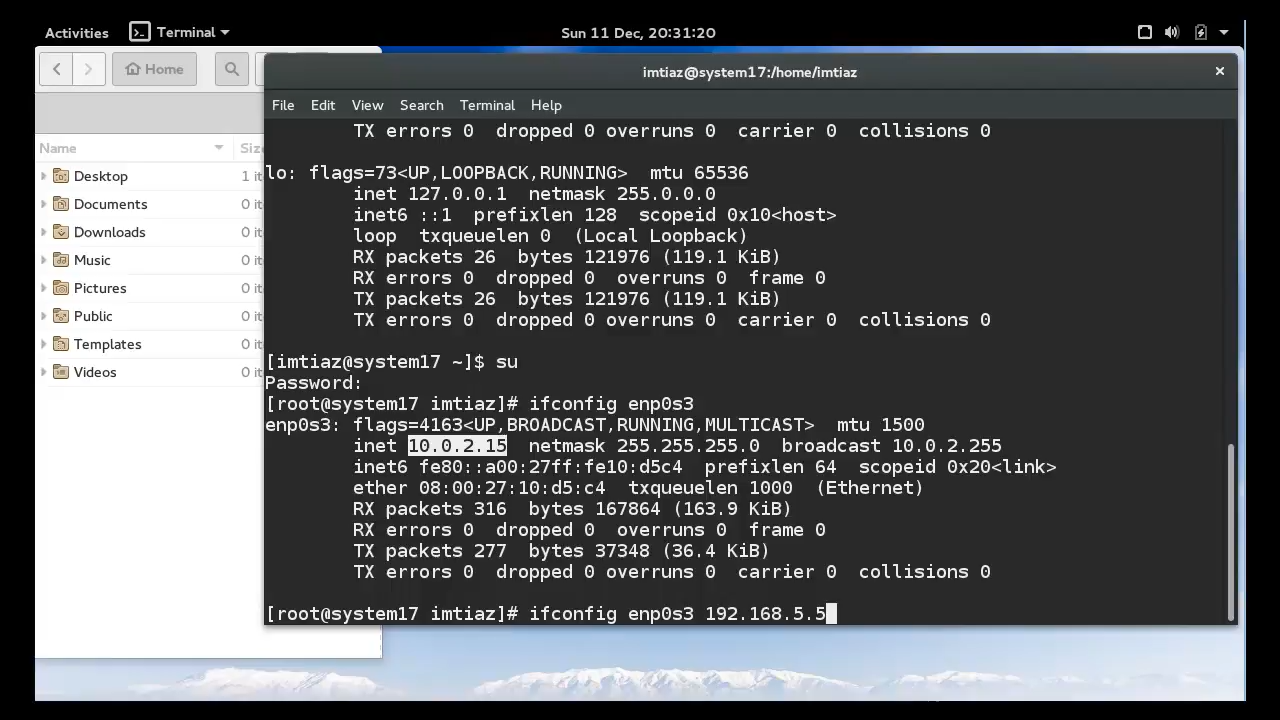 Activities Terminal Sun 11 Dec, 20:31:20
Home
imtiaz@system17:/home/imtiaz
File Edit View Search Terminal Help
Name
Desktop 1
Documents 0
Downloads 0
Music 0
Pictures 0
Public 0
Templates 0
Videos 0
TX errors 0 dropped 0 overruns 0 carrier 0 collisions 0
lo: flags=73<UP,LOOPBACK,RUNNING> mtu 65536
inet 127.0.0.1 netmask 255.0.0.0
inet6 ::1 prefixlen 128 scopeid 0x10<host>
loop txqueuelen 0 (Local Loopback)
RX packets 26 bytes 121976 (119.1 KiB)
RX errors 0 dropped 0 overruns 0 frame 0
TX packets 26 bytes 121976 (119.1 KiB)
TX errors 0 dropped 0 overruns 0 carrier 0 collisions 0
[imtiaz@system17 ~]$ su
Password:
[root@system17 imtiaz]# ifconfig enp0s3
enp0s3: flags=4163<UP,BROADCAST,RUNNING,MULTICAST> mtu 1500
inet 10.0.2.15 netmask 255.255.255.0 broadcast 10.0.2.255
inet6 fe80::a00:27ff:fe10:d5c4 prefixlen 64 scopeid 0x20<link>
ether 08:00:27:10:d5:c4 txqueuelen 1000 (Ethernet)
RX packets 316 bytes 167864 (163.9 KiB)
RX errors 0 dropped 0 overruns 0 frame 0
TX packets 277 bytes 37348 (36.4 KiB)
TX errors 0 dropped 0 overruns 0 carrier 0 collisions 0
[root@system17 imtiaz]# ifconfig enp0s3 192.168.5.5